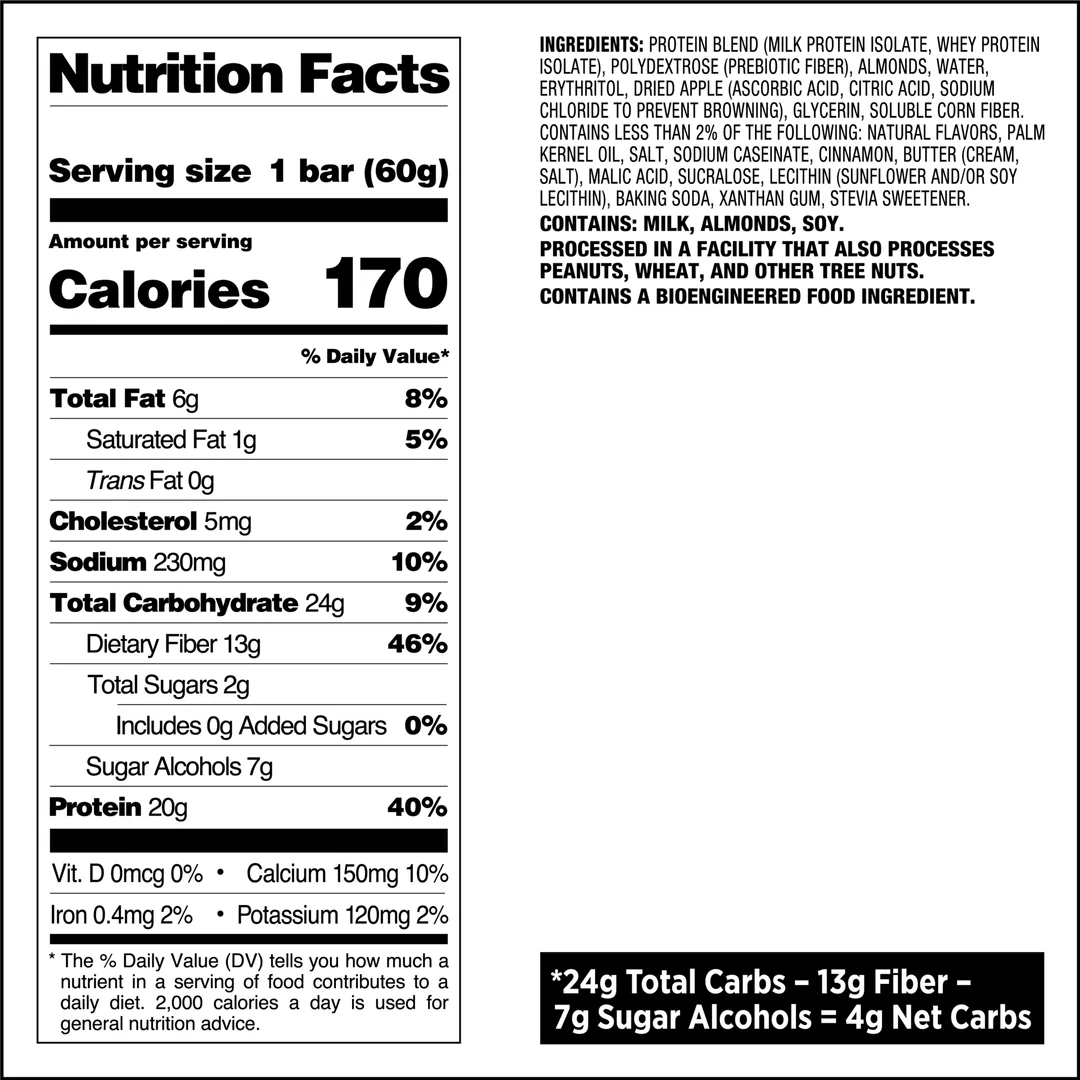 Nutrition Facts
Serving size 1 bar (60g)
Amount per serving
Calories 170
% Daily Value*
Total Fat 6g 8%
Saturated Fat 1g 5%
Trans Fat 0g
Cholesterol 5mg 2%
Sodium 230mg 10%
Total Carbohydrate 24g 9%
Dietary Fiber 13g 46%
Total Sugars 2g
Includes 0g Added Sugars 0%
Sugar Alcohols 7g
Protein 20g 40%
Vit. D 0mcg 0% • Calcium 150mg 10%
Iron 0.4mg 2% • Potassium 120mg 2%
* The % Daily Value (DV) tells you how much a
nutrient in a serving of food contributes to a
daily diet. 2,000 calories a day is used for
general nutrition advice.
INGREDIENTS: PROTEIN BLEND (MILK PROTEIN ISOLATE, WHEY PROTEIN
ISOLATE), POLYDEXTROSE (PREBIOTIC FIBER), ALMONDS, WATER,
ERYTHRITOL, DRIED APPLE (ASCORBIC ACID, CITRIC ACID, SODIUM
CHLORIDE TO PREVENT BROWNING), GLYCERIN, SOLUBLE CORN FIBER.
CONTAINS LESS THAN 2% OF THE FOLLOWING: NATURAL FLAVORS, PALM
KERNEL OIL, SALT, SODIUM CASEINATE, CINNAMON, BUTTER (CREAM,
SALT), MALIC ACID, SUCRALOSE, LECITHIN (SUNFLOWER AND/OR SOY
LECITHIN), BAKING SODA, XANTHAN GUM, STEVIA SWEETENER.
CONTAINS: MILK, ALMONDS, SOY.
PROCESSED IN A FACILITY THAT ALSO PROCESSES
PEANUTS, WHEAT, AND OTHER TREE NUTS.
CONTAINS A BIOENGINEERED FOOD INGREDIENT.
*24g Total Carbs – 13g Fiber –
7g Sugar Alcohols = 4g Net Carbs